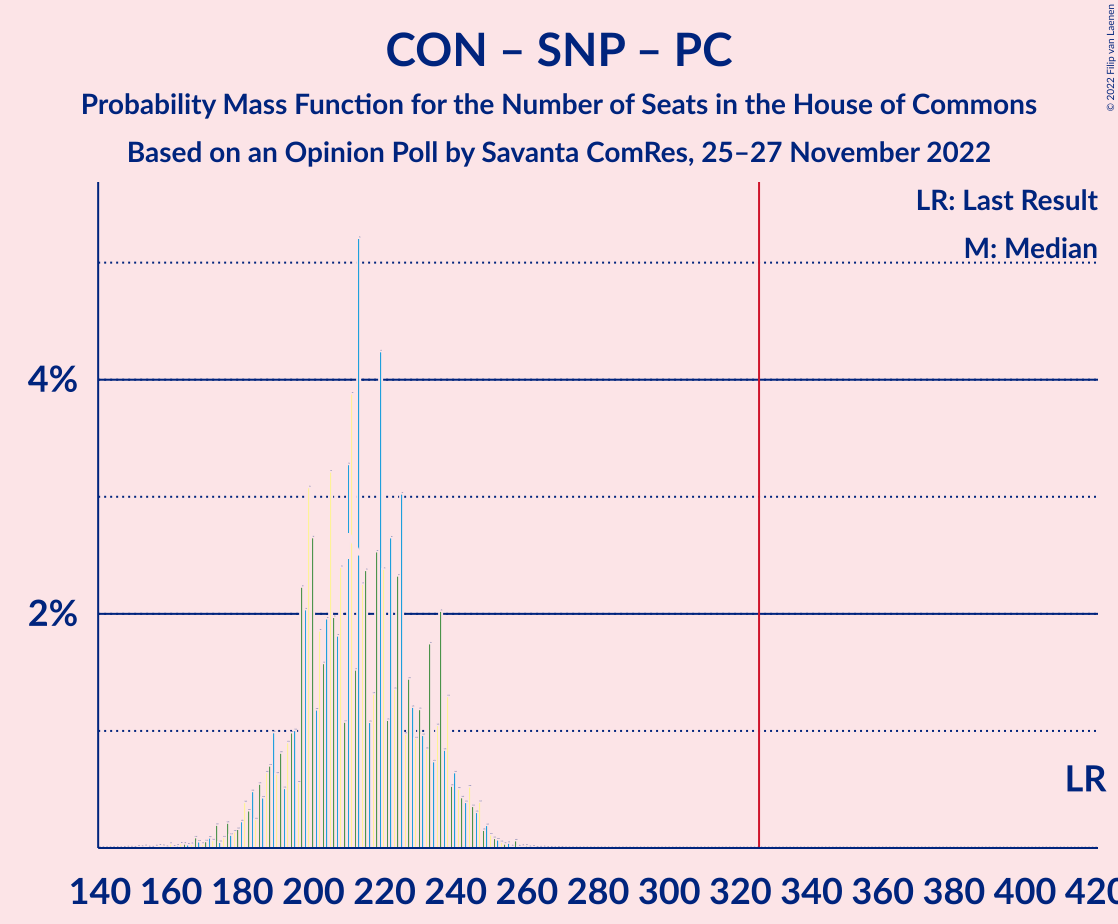 CON – SNP – PC
Probability Mass Function for the Number of Seats in the House of Commons
Based on an Opinion Poll by Savanta ComRes, 25–27 November 2022
© 2022 Filip van Laenen
LR: Last Result
M: Median
4%
2%
LR
140 160 180 200 220 240 260 280 300 320 340 360 380 400 420